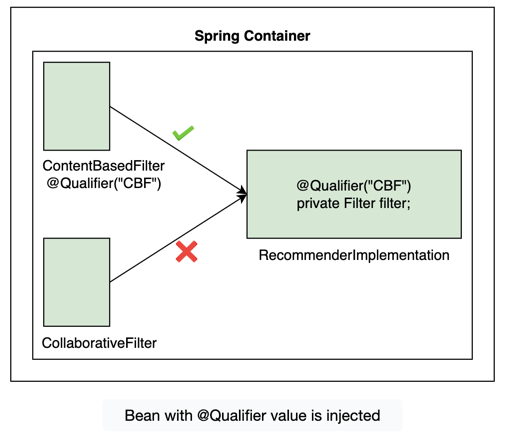 Spring Container
ContentBasedFilter
@Qualifier("CBF")
@Qualifier("CBF")
private Filter filter;
RecommenderImplementation
CollaborativeFilter
Bean with @Qualifier value is injected